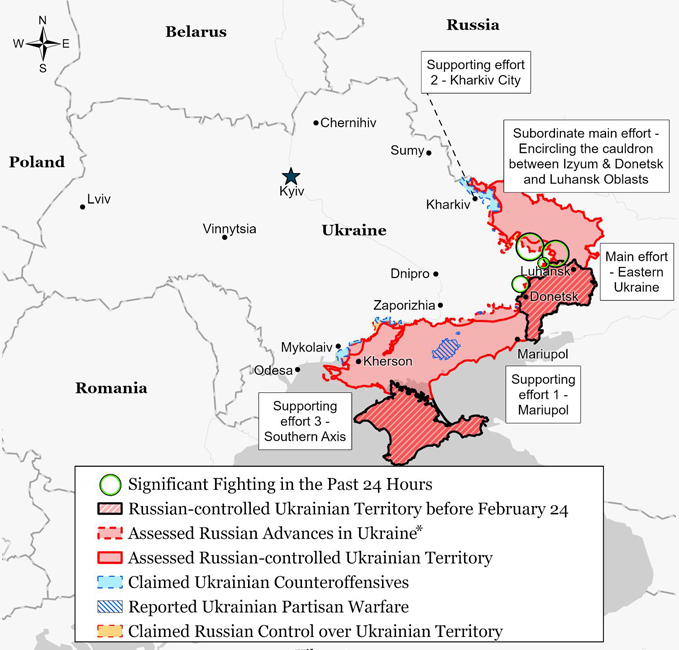 N
W E
S
Belarus
Russia
Supporting effort
2 - Kharkiv City
Chernihiv
Subordinate main effort -
Encircling the cauldron
between Izyum & Donetsk
and Luhansk Oblasts
Sumy
Poland
Kyiv
Lviv
Kharkiv
Vinnytsia
Ukraine
Main effort
- Eastern
Ukraine
Luhansk
Dnipro
Donetsk
Zaporizhia
Mykolaiv
Mariupol
Kherson
Odesa
Romania
Supporting
effort 1 -
Mariupol
Supporting
effort 3 -
Southern Axis
Significant Fighting in the Past 24 Hours
Russian-controlled Ukrainian Territory before February 24
Assessed Russian Advances in Ukraine*
Assessed Russian-controlled Ukrainian Territory
Claimed Ukrainian Counteroffensives
Reported Ukrainian Partisan Warfare
Claimed Russian Control over Ukrainian Territory